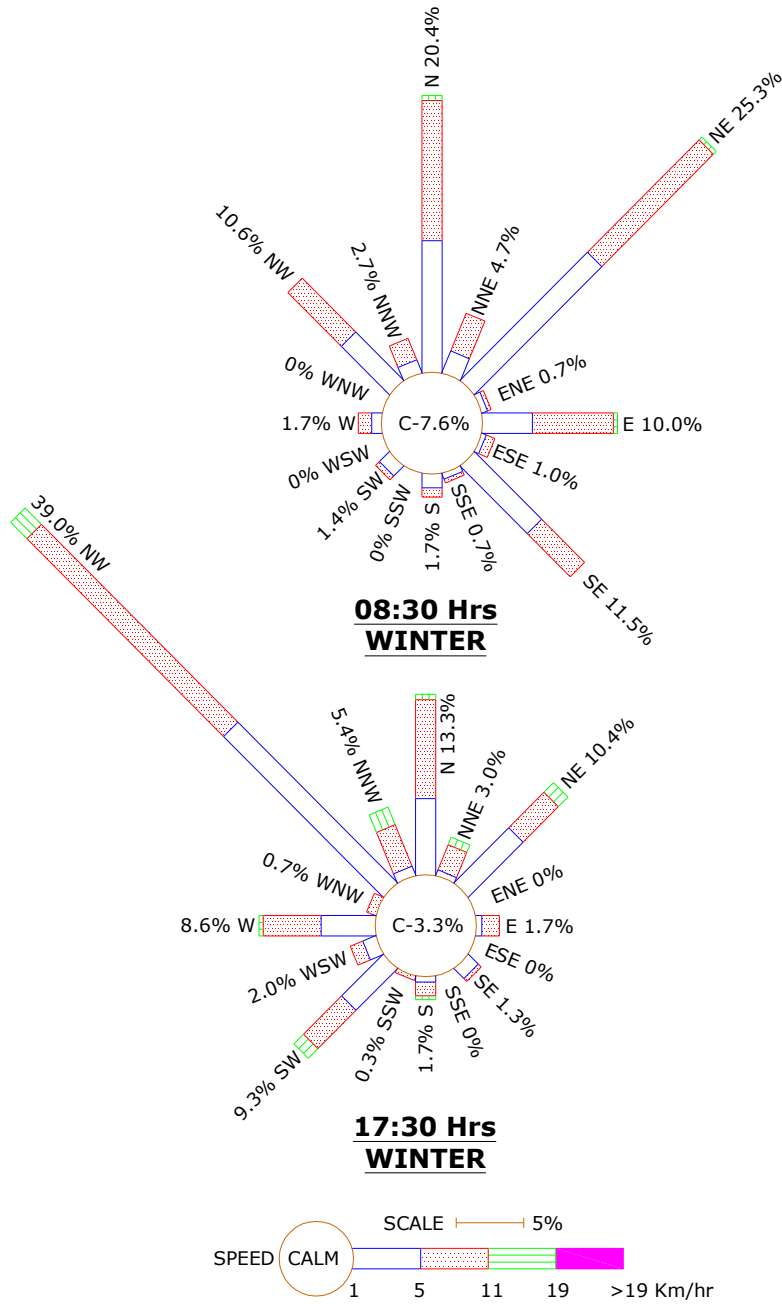 N 20.4%
NE 25.3%
10.6% NW
2.7% NNW
NNE 4.7%
0% WNW
ENE 0.7%
1.7% W
C-7.6%
E 10.0%
0% WSW
ESE 1.0%
1.4% SW
0% SSW
1.7% S
SSE 0.7%
SE 11.5%
08:30 Hrs
WINTER
39.0% NW
5.4% NNW
N 13.3%
NNE 3.0%
NE 10.4%
0.7% WNW
ENE 0%
8.6% W
C-3.3%
E 1.7%
2.0% WSW
ESE 0%
9.3% SW
0.3% SSW
1.7% S
SSE 0%
SE 1.3%
17:30 Hrs
WINTER
SCALE 5%
SPEED CALM
1 5 11 19 >19 Km/hr